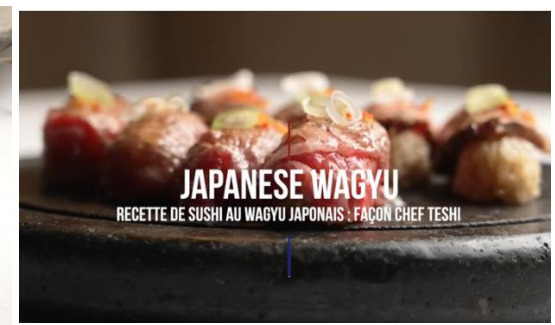 JAPANESE WAGYU
RECETTE DE SUSHI AU WAGYU JAPONAIS : FAÇON CHEF TESHI